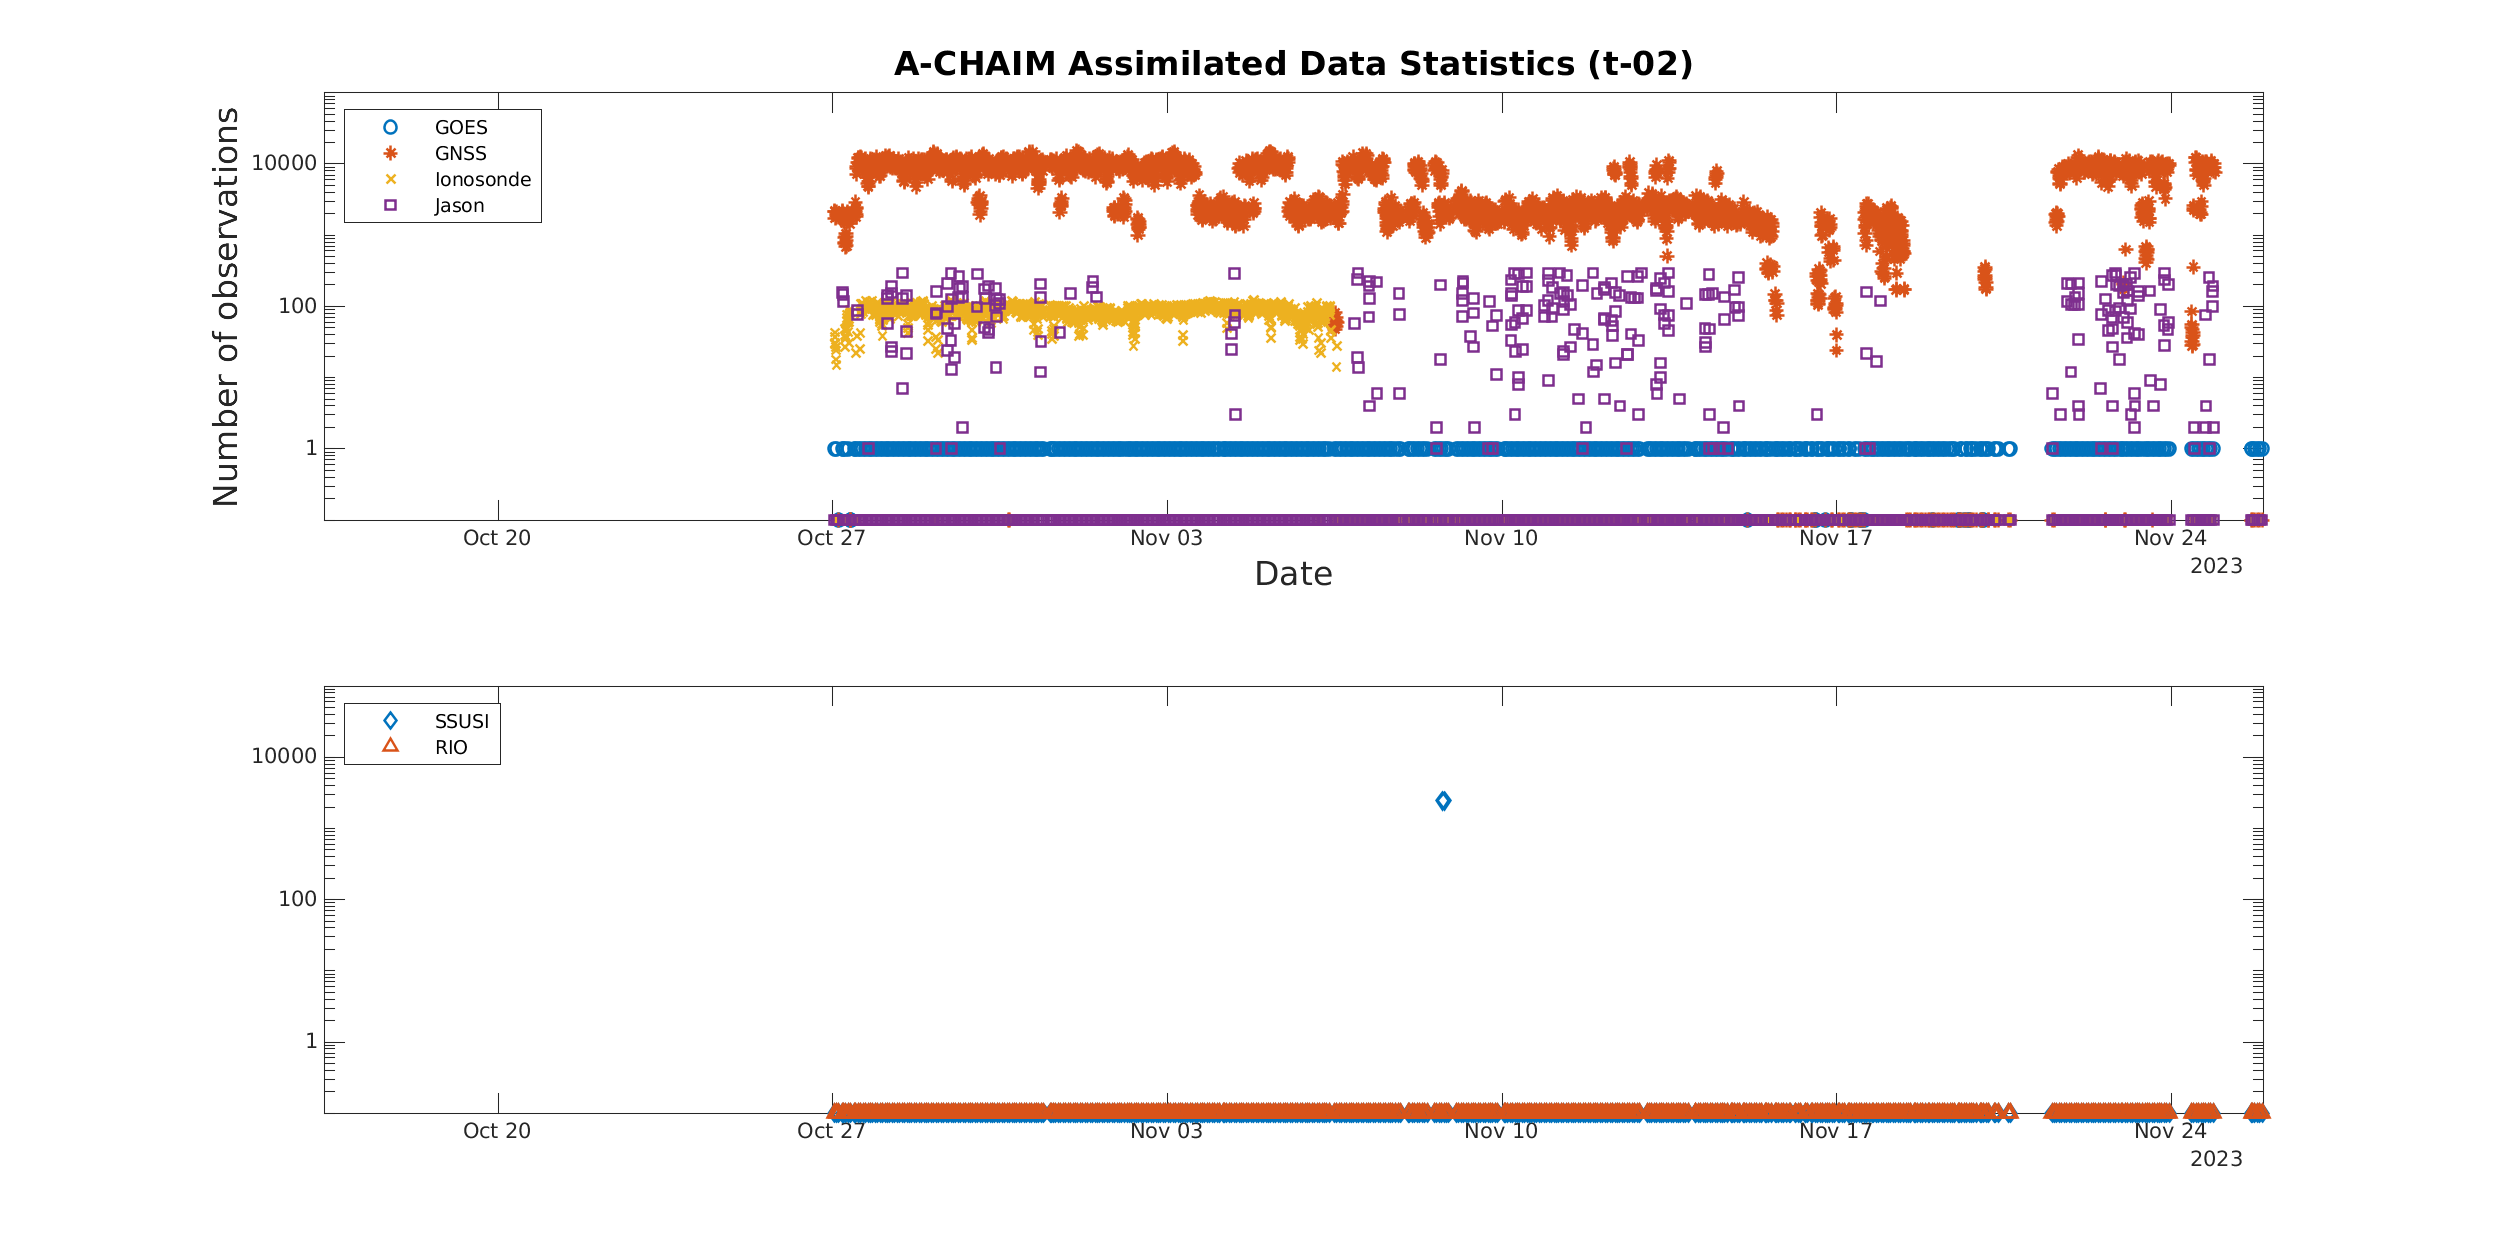 A-CHAIM Assimilated Data Statistics (t-02)
GOES
GNSS
Ionosonde
Jason
10000
100
1
Number of observations
Oct 20 Oct 27 Nov 03 Nov 10 Nov 17 Nov 24
2023
Date
SSUSI
RIO
10000
100
1
Oct 20 Oct 27 Nov 03 Nov 10 Nov 17 Nov 24
2023